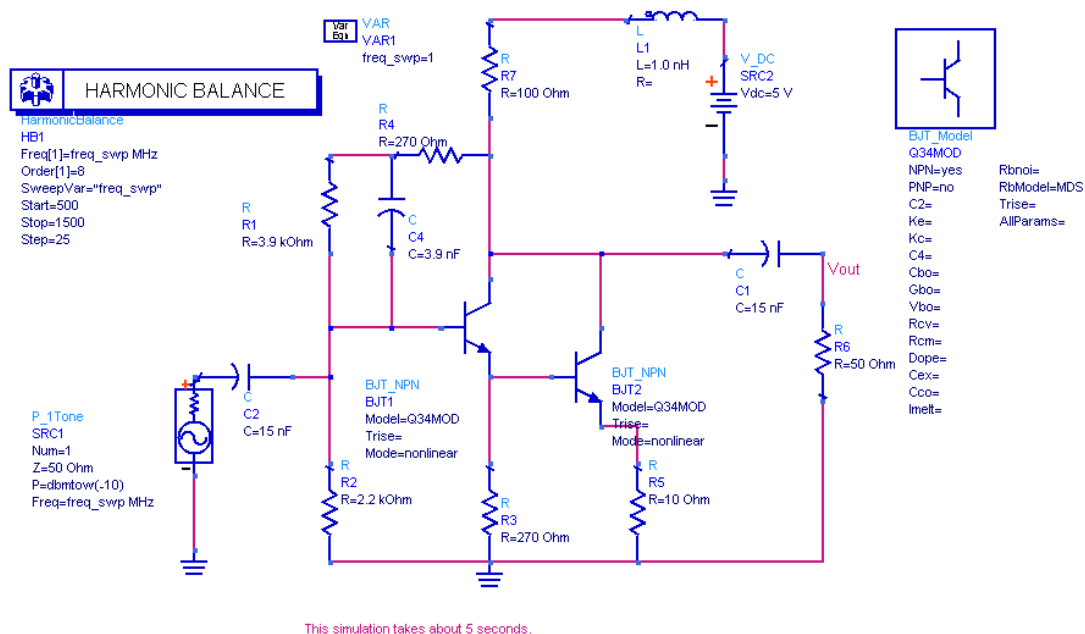 Var
Eqn
VAR
VAR1
freq_swp=1
HARMONIC BALANCE
HarmonicBalance
HB1
Freq[1]=freq_swp MHz
Order[1]=8
SweepVar="freq_swp"
Start=500
Stop=1500
Step=25
R
R7
R=100 Ohm
L
L1
L=1.0 nH
R=
V_DC
SRC2
Vdc=5 V
+
−
BJT_Model
Q34MOD
NPN=yes
PNP=no
C2=
Ke=
Kc=
C4=
Cbo=
Gbo=
Vbo=
Rcv=
Rcm=
Dope=
Cex=
Cco=
Imelt=
Rbnoi=
RbModel=MDS
Trise=
AllParams=
R
R4
R=270 Ohm
R
R1
R=3.9 kOhm
C
C4
C=3.9 nF
C
C1
C=15 nF
Vout
R
R6
R=50 Ohm
BJT_NPN
BJT1
Model=Q34MOD
Trise=
Mode=nonlinear
BJT_NPN
BJT2
Model=Q34MOD
Trise=
Mode=nonlinear
+
−
P_1Tone
SRC1
Num=1
Z=50 Ohm
P=dbmtow(-10)
Freq=freq_swp MHz
C
C2
C=15 nF
R
R2
R=2.2 kOhm
R
R3
R=270 Ohm
R
R5
R=10 Ohm
This simulation takes about 5 seconds.